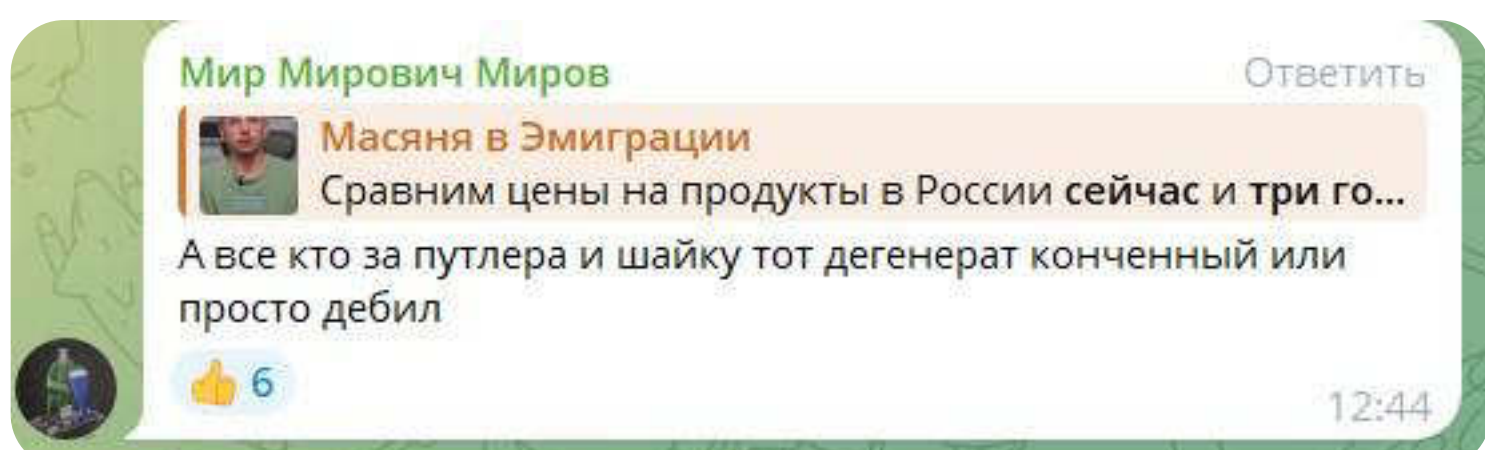 Мир Мирович Миров Ответить
Масяня в Эмиграции
Сравним цены на продукты в России сейчас и три го...
А все кто за путлера и шайку тот дегенерат конченный или
просто дебил
👍 6
12:44